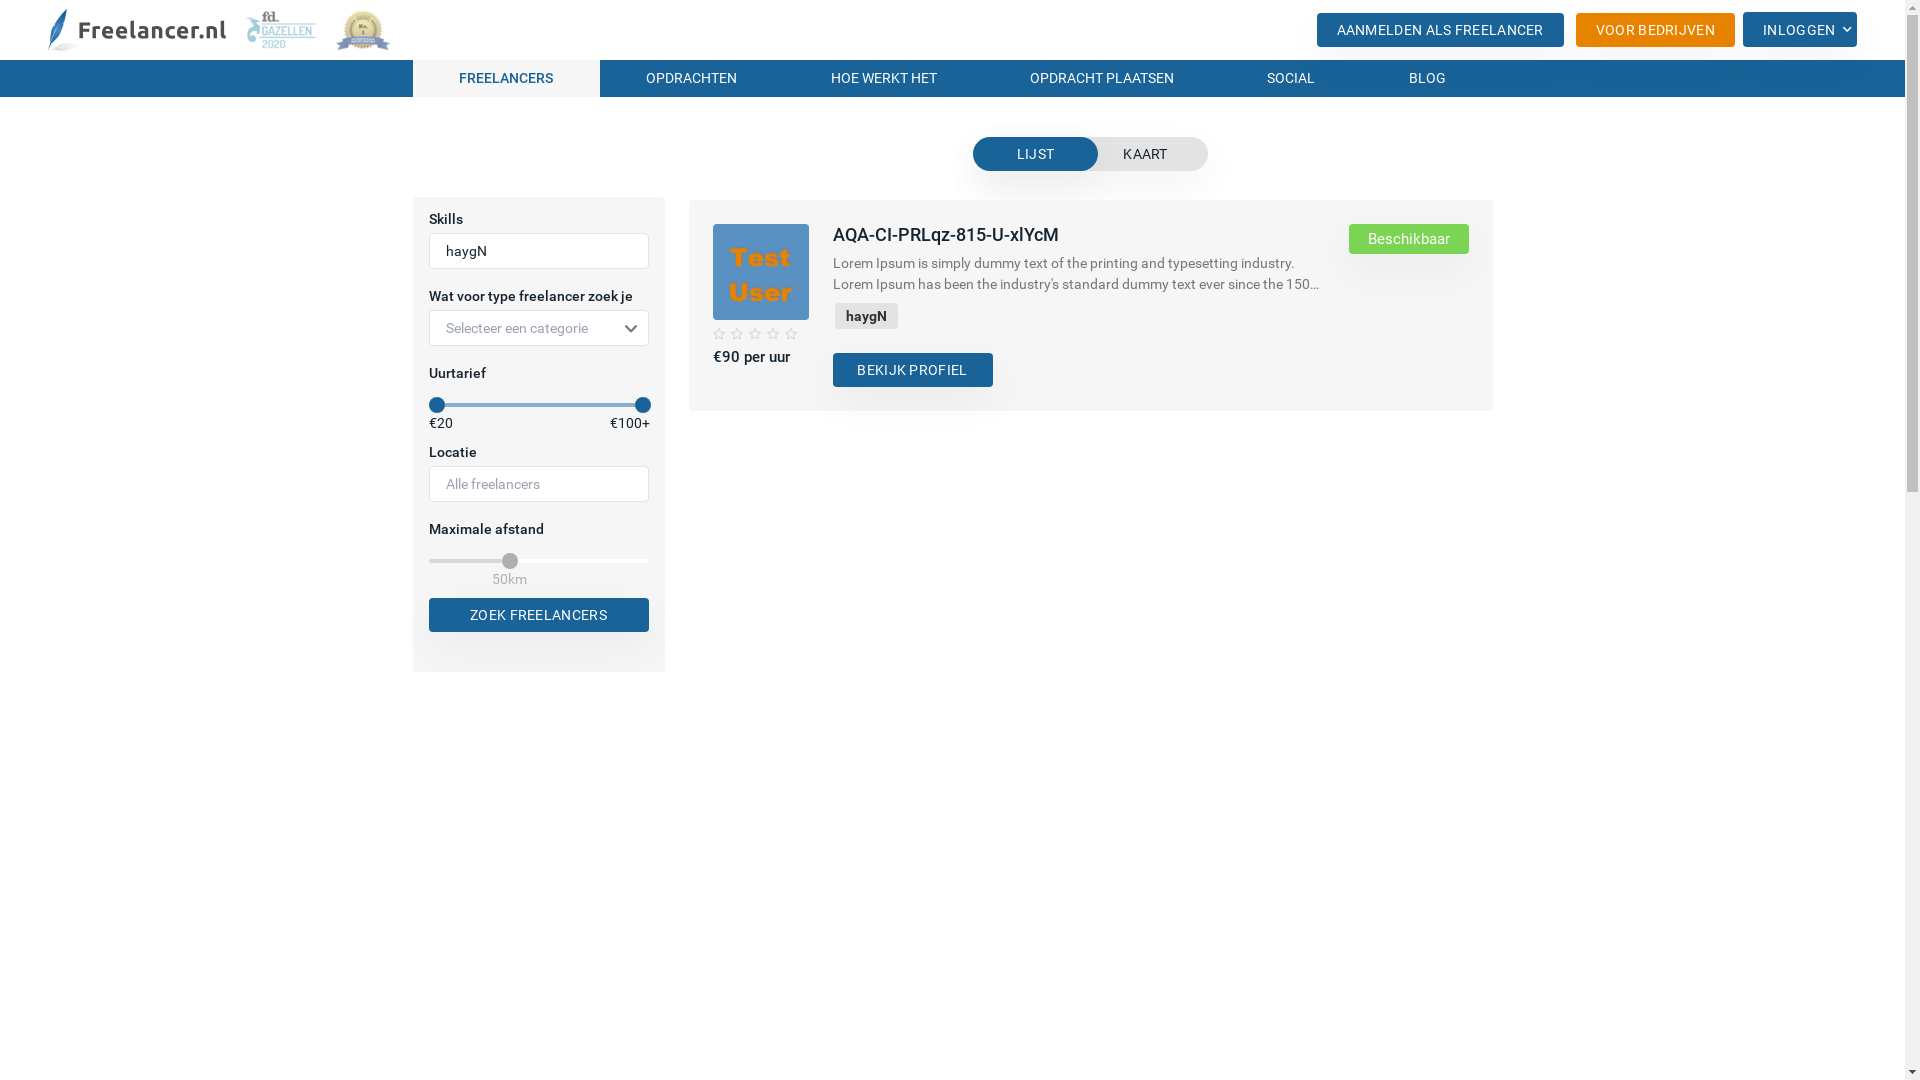 Freelancer.nl
fd.
GAZELLEN
2020
AANMELDEN ALS FREELANCER
VOOR BEDRIJVEN
INLOGGEN
FREELANCERS
OPDRACHTEN
HOE WERKT HET
OPDRACHT PLAATSEN
SOCIAL
BLOG
LIJST
KAART
Skills
haygN
Wat voor type freelancer zoek je
Selecteer een categorie
Uurtarief
€20
€100+
Locatie
Alle freelancers
Maximale afstand
50km
ZOEK FREELANCERS
Test
User
€90 per uur
AQA-CI-PRLqz-815-U-xlYcM
Lorem Ipsum is simply dummy text of the printing and typesetting industry.
Lorem Ipsum has been the industry's standard dummy text ever since the 150...
haygN
BEKIJK PROFIEL
Beschikbaar